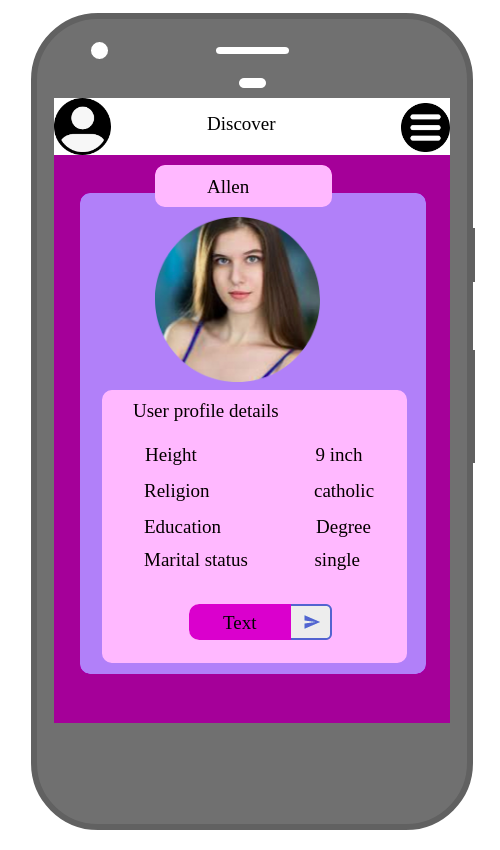 Discover
Allen
User profile details
Height 9 inch
Religion catholic
Education Degree
Marital status single
Text